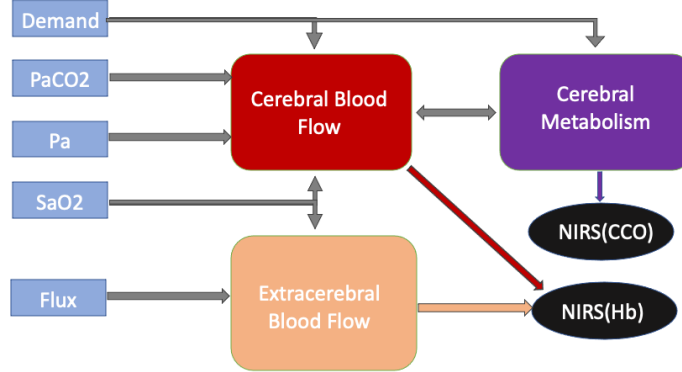 Demand
PaCO2
Pa
SaO2
Flux
Cerebral Blood
Flow
Cerebral
Metabolism
Extracerebral
Blood Flow
NIRS(CCO)
NIRS(Hb)